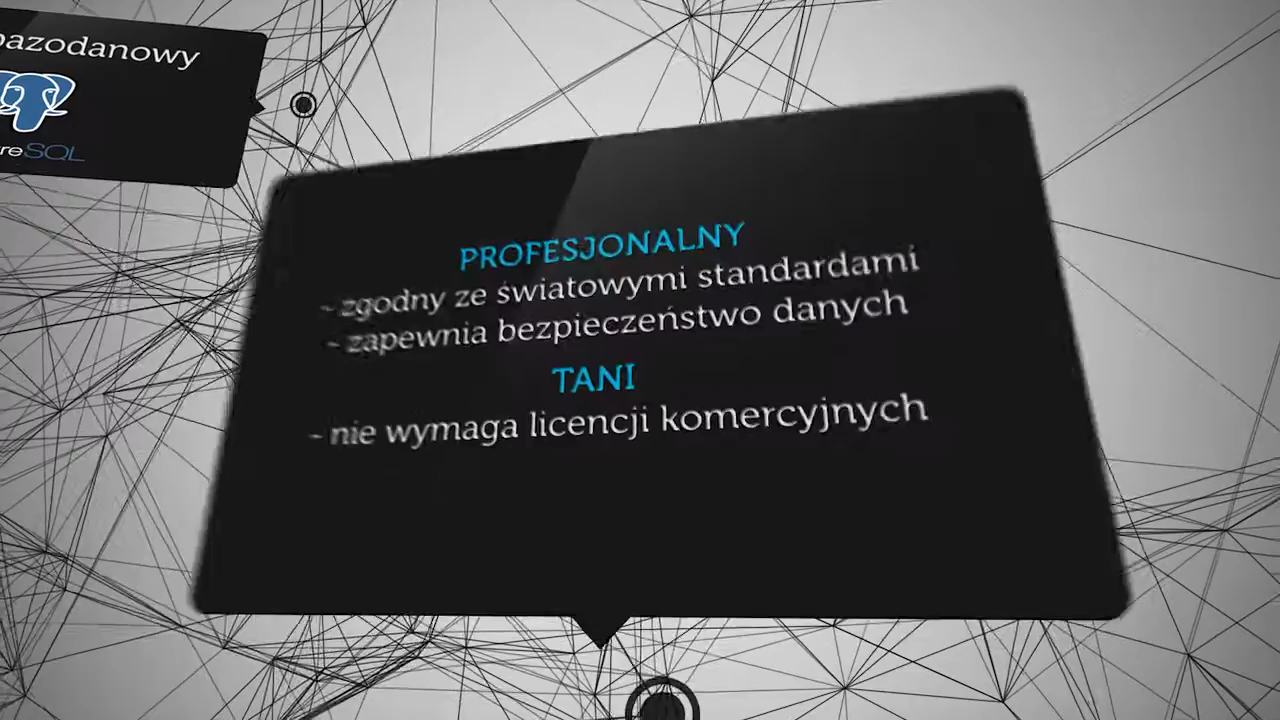 bazodanowy
reSQL
PROFESJONALNY
- zgodny ze światowymi standardami
- zapewnia bezpieczeństwo danych
TANI
- nie wymaga licencji komercyjnych